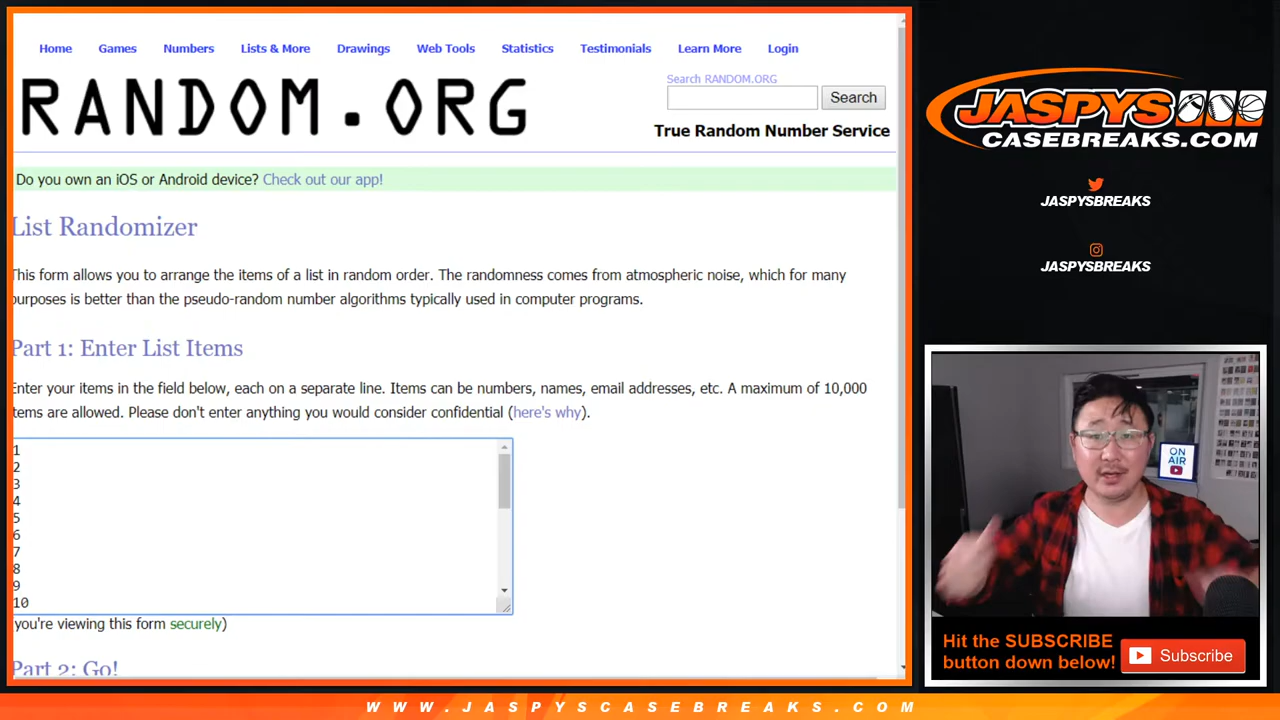 Home Games Numbers Lists & More Drawings Web Tools Statistics Testimonials Learn More Login
RANDOM.ORG
Search RANDOM.ORG
Search
True Random Number Service
Do you own an iOS or Android device? Check out our app!
List Randomizer
This form allows you to arrange the items of a list in random order. The randomness comes from atmospheric noise, which for many
purposes is better than the pseudo-random number algorithms typically used in computer programs.
Part 1: Enter List Items
Enter your items in the field below, each on a separate line. Items can be numbers, names, email addresses, etc. A maximum of 10,000
items are allowed. Please don't enter anything you would consider confidential (here's why).
1
2
3
4
5
6
7
8
9
10
you're viewing this form securely)
Part 2: Go!
JASPYS
CASEBREAKS.COM
JASPYSBREAKS
JASPYSBREAKS
ON
AIR
Hit the SUBSCRIBE
button down below!
Subscribe
WWW.JASPYSCASEBREAKS.COM